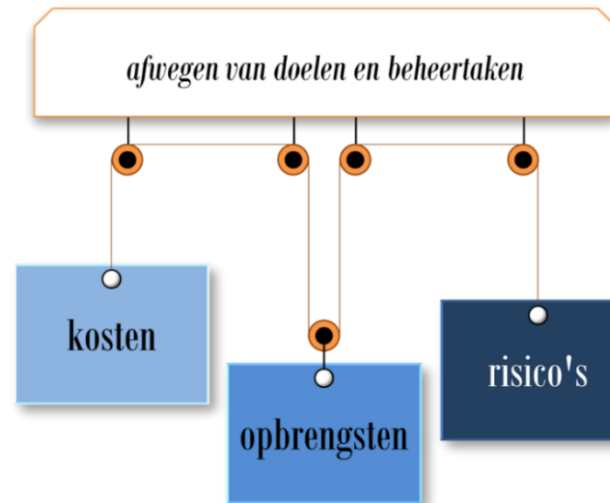 afwegen van doelen en beheertaken
kosten
opbrengsten
risico's